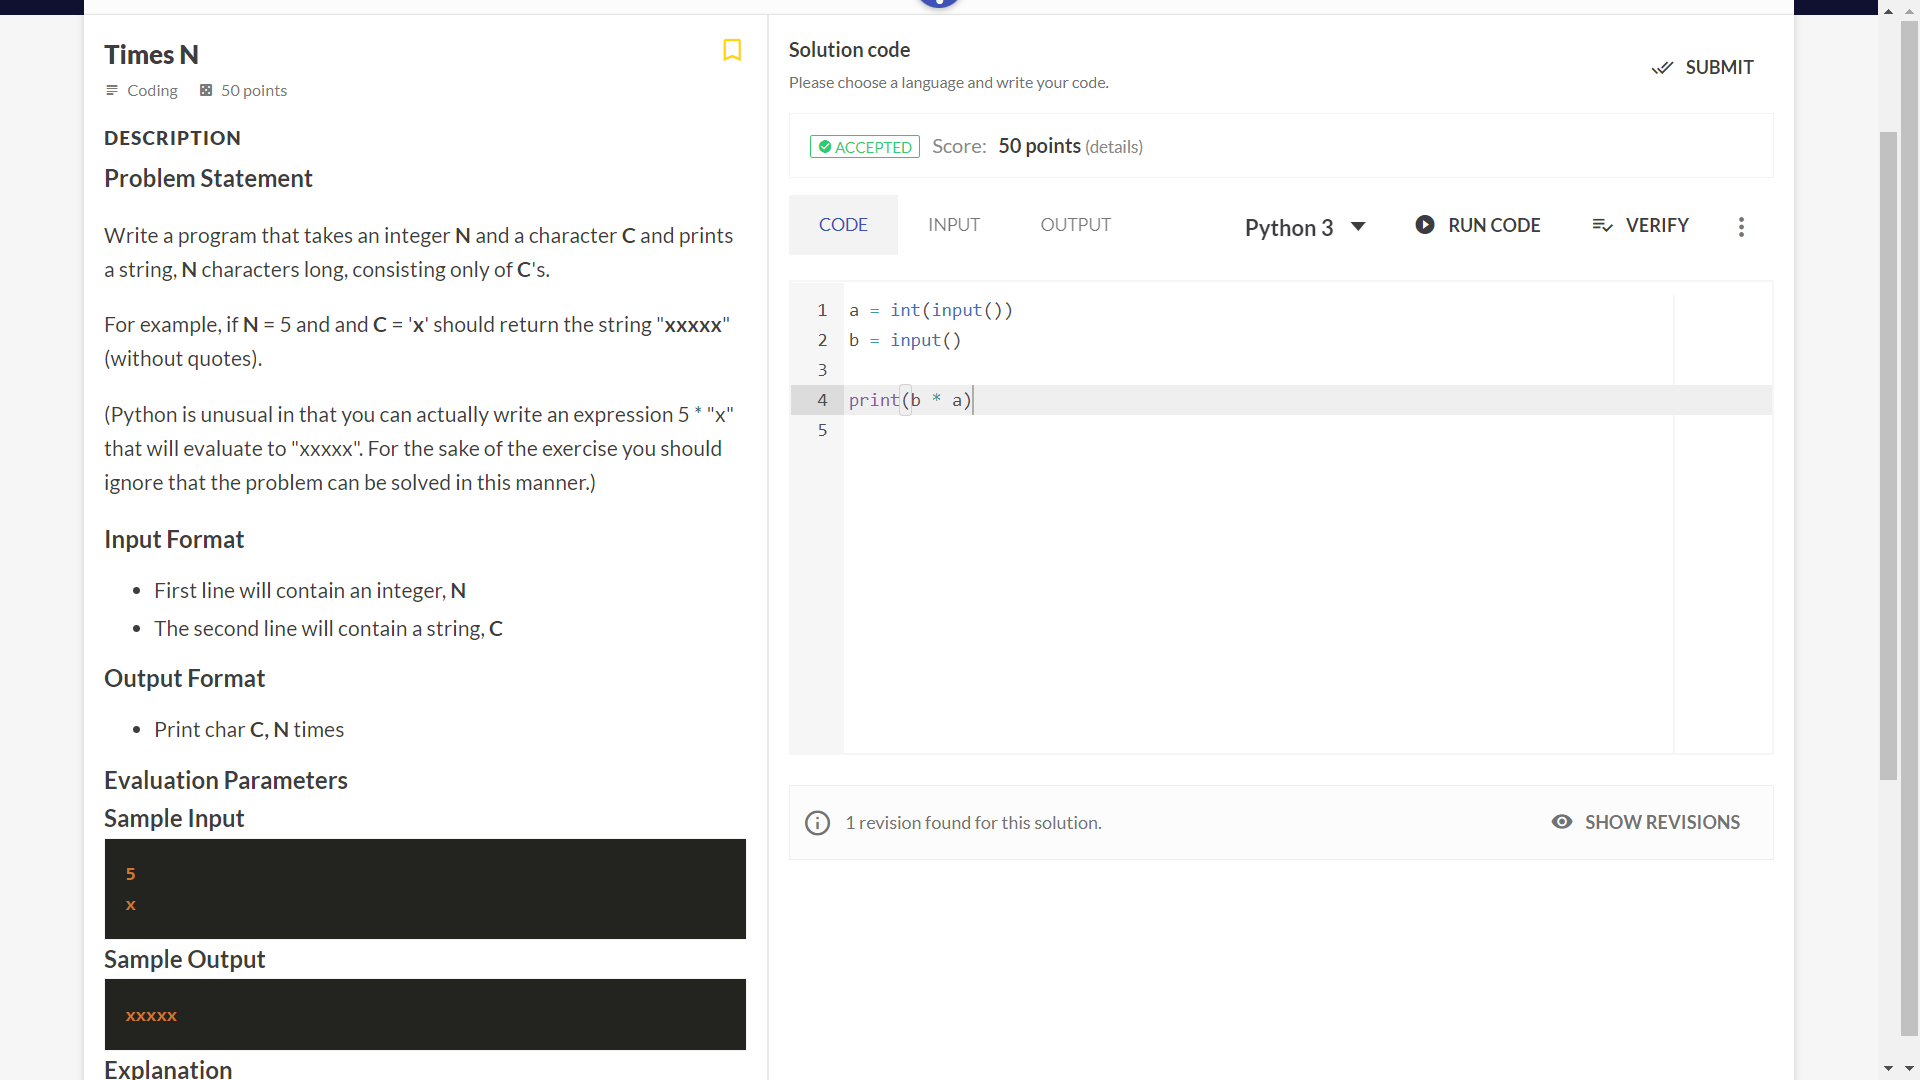 Times N
Coding 50 points
DESCRIPTION
Problem Statement
Write a program that takes an integer N and a character C and prints
a string, N characters long, consisting only of C's.
For example, if N = 5 and and C = 'x' should return the string "xxxxx"
(without quotes).
(Python is unusual in that you can actually write an expression 5 * "x"
that will evaluate to "xxxxx". For the sake of the exercise you should
ignore that the problem can be solved in this manner.)
Input Format
• First line will contain an integer, N
• The second line will contain a string, C
Output Format
• Print char C, N times
Evaluation Parameters
Sample Input
5
x
Sample Output
xxxxx
Explanation
Solution code
Please choose a language and write your code.
SUBMIT
ACCEPTED Score: 50 points (details)
CODE INPUT OUTPUT Python 3 RUN CODE VERIFY
1 a = int(input())
2 b = input()
3
4 print(b * a)
5
1 revision found for this solution. SHOW REVISIONS